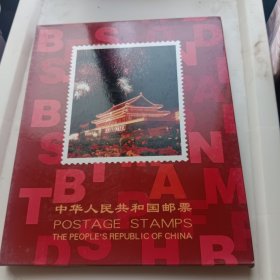 中华人民共和国邮票
POSTAGE STAMPS
THE PEOPLE'S REPUBLIC OF CHINA